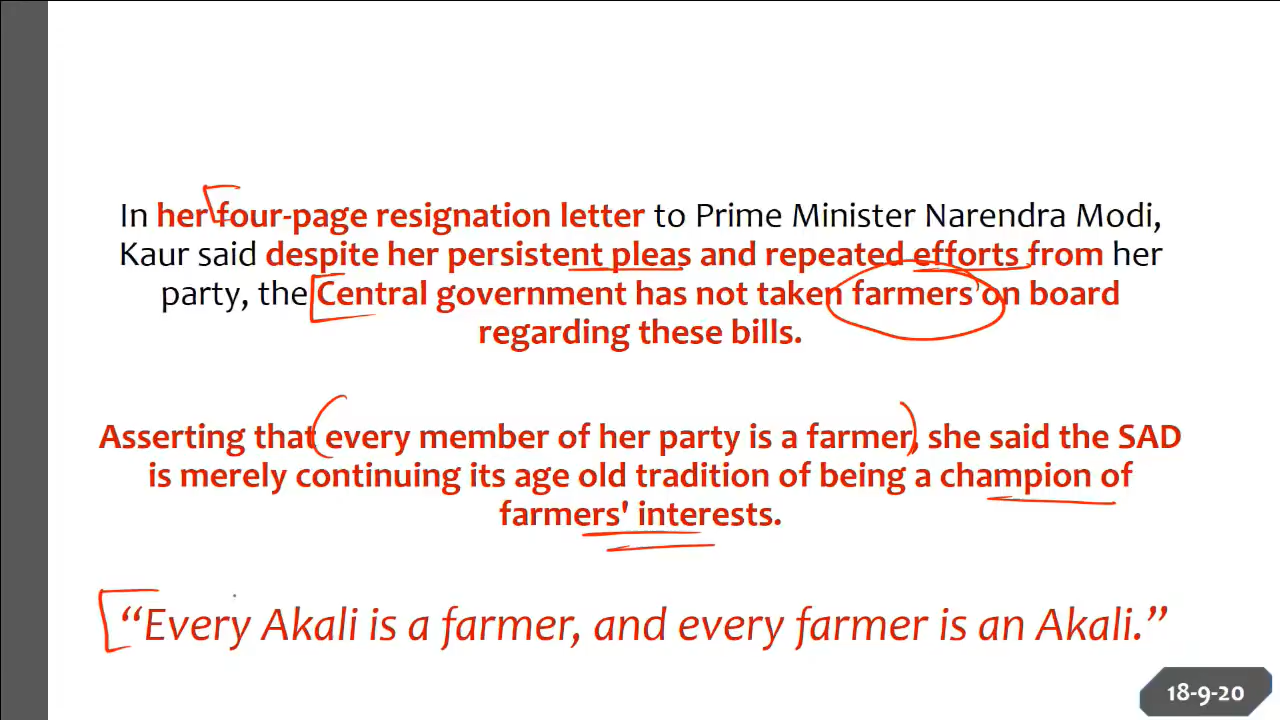 In her four-page resignation letter to Prime Minister Narendra Modi,
Kaur said despite her persistent pleas and repeated efforts from her
party, the Central government has not taken farmers on board
regarding these bills.
Asserting that every member of her party is a farmer, she said the SAD
is merely continuing its age old tradition of being a champion of
farmers' interests.
“Every Akali is a farmer, and every farmer is an Akali.”
18-9-20